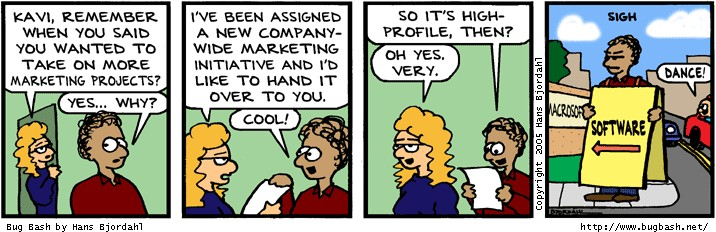 KAVI, REMEMBER
WHEN YOU SAID
YOU WANTED TO
TAKE ON MORE
MARKETING PROJECTS?
YES... WHY?
I'VE BEEN ASSIGNED
A NEW COMPANY-
WIDE MARKETING
INITIATIVE AND I'D
LIKE TO HAND IT
OVER TO YOU.
COOL!
SO IT'S HIGH-
PROFILE, THEN?
OH YES.
VERY.
SIGH
DANCE!
MACROSOF
SOFTWARE
BJORDAHL
Copyright 2005 Hans Bjordahl
Bug Bash by Hans Bjordahl
http://www.bugbash.net/